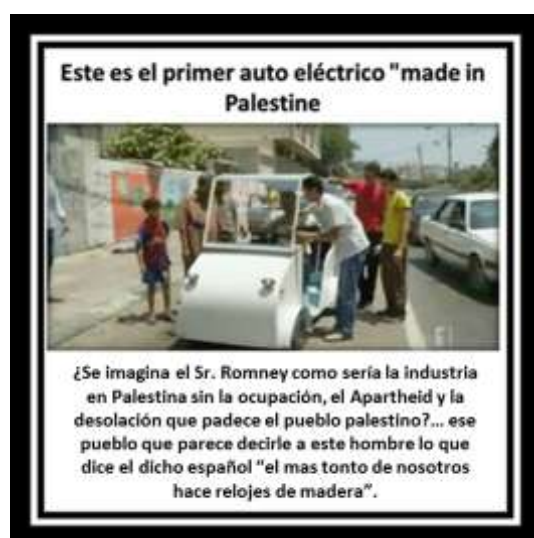 Este es el primer auto eléctrico "made in
Palestine
¿Se imagina el Sr. Romney como sería la industria
en Palestina sin la ocupación, el Apartheid y la
desolación que padece el pueblo palestino?... ese
pueblo que parece decirle a este hombre lo que
dice el dicho español "el mas tonto de nosotros
hace relojes de madera".